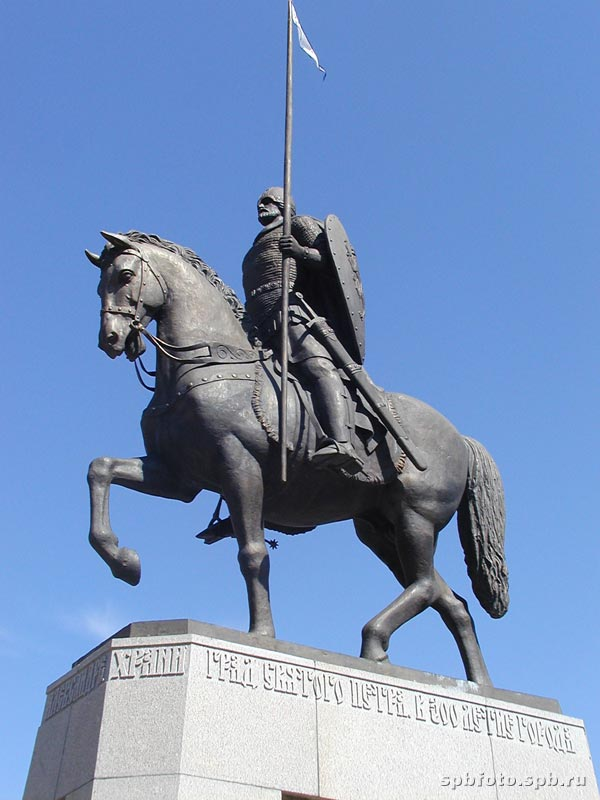 ХРАНИ ГРАД СВЯТОГО ПЕТРА. В 300 ЛЕТИЕ ГОРОДА
spbfoto.spb.ru